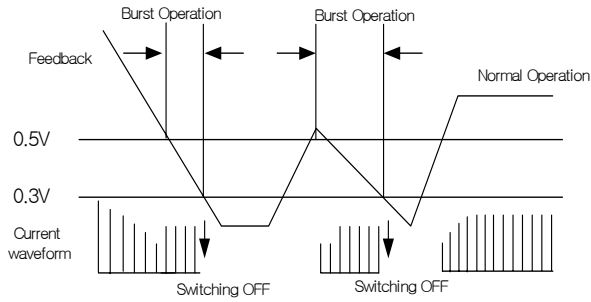 Burst Operation
Burst Operation
Feedback
Normal Operation
0.5V
0.3V
Current
waveform
Switching OFF
Switching OFF